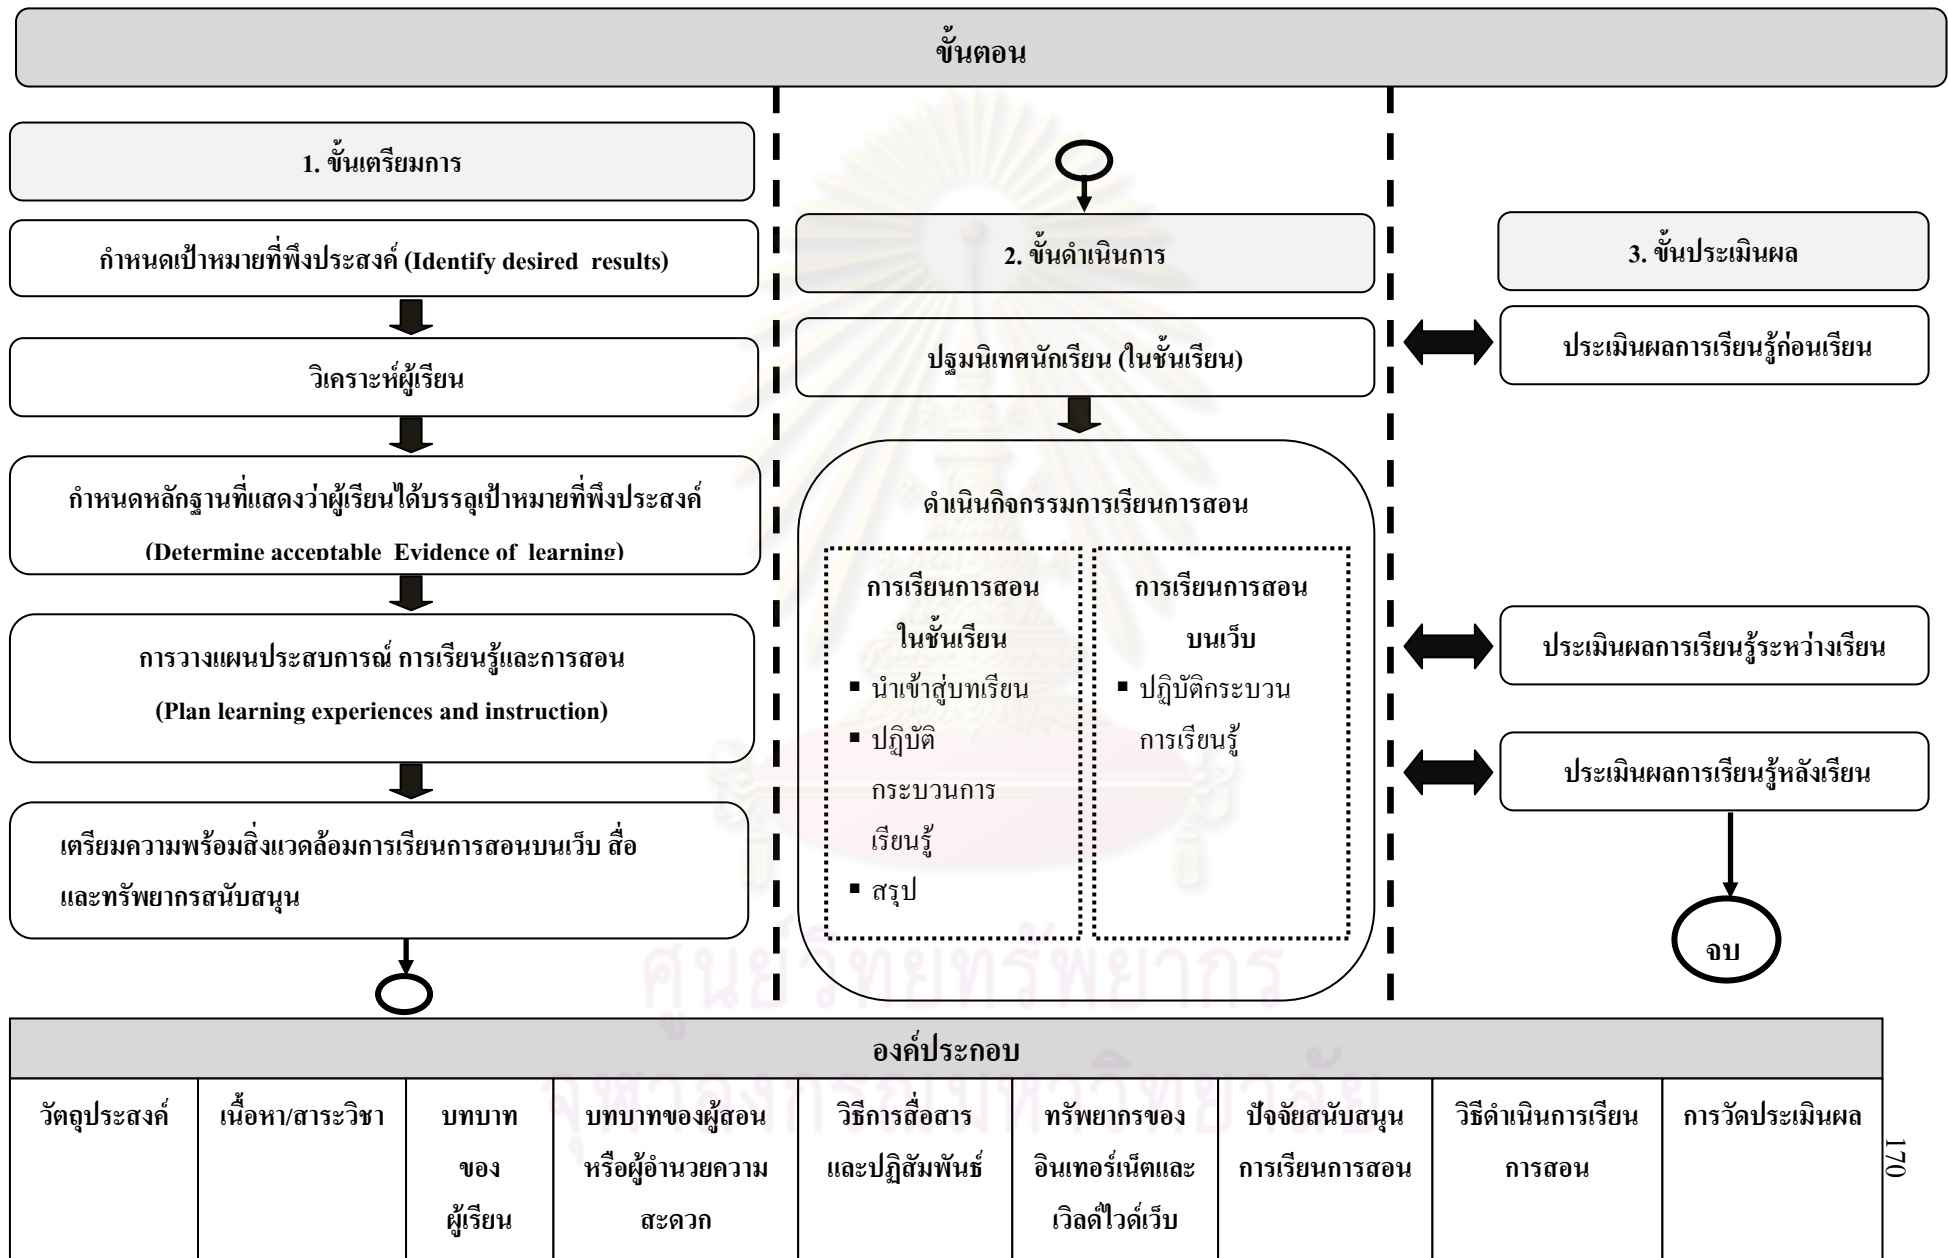 ขั้นตอน
1. ขั้นเตรียมการ
กำหนดเป้าหมายที่พึงประสงค์ (Identify desired results)
วิเคราะห์ผู้เรียน
กำหนดหลักฐานที่แสดงว่าผู้เรียนได้บรรลุเป้าหมายที่พึงประสงค์
(Determine acceptable Evidence of learning)
การวางแผนประสบการณ์ การเรียนรู้และการสอน
(Plan learning experiences and instruction)
เตรียมความพร้อมสิ่งแวดล้อมการเรียนการสอนบนเว็บ สื่อ
และทรัพยากรสนับสนุน
2. ขั้นดำเนินการ
ปฐมนิเทศนักเรียน (ในชั้นเรียน)
ดำเนินกิจกรรมการเรียนการสอน
การเรียนการสอน
ในชั้นเรียน
▪ นำเข้าสู่บทเรียน
▪ ปฏิบัติ
กระบวนการ
เรียนรู้
▪ สรุป
การเรียนการสอน
บนเว็บ
▪ ปฏิบัติกระบวน
การเรียนรู้
3. ขั้นประเมินผล
ประเมินผลการเรียนรู้ก่อนเรียน
ประเมินผลการเรียนรู้ระหว่างเรียน
ประเมินผลการเรียนรู้หลังเรียน
จบ
ศูนย์วิทยทรัพยากร
จุฬาลงกรณ์มหาวิทยาลัย
องค์ประกอบ
วัตถุประสงค์
เนื้อหา/สาระวิชา
บทบาท
ของ
ผู้เรียน
บทบาทของผู้สอน
หรือผู้อำนวยความ
สะดวก
วิธีการสื่อสาร
และปฏิสัมพันธ์
ทรัพยากรของ
อินเทอร์เน็ตและ
เวิลด์ไวด์เว็บ
ปัจจัยสนับสนุน
การเรียนการสอน
วิธีดำเนินการเรียน
การสอน
การวัดประเมินผล
170